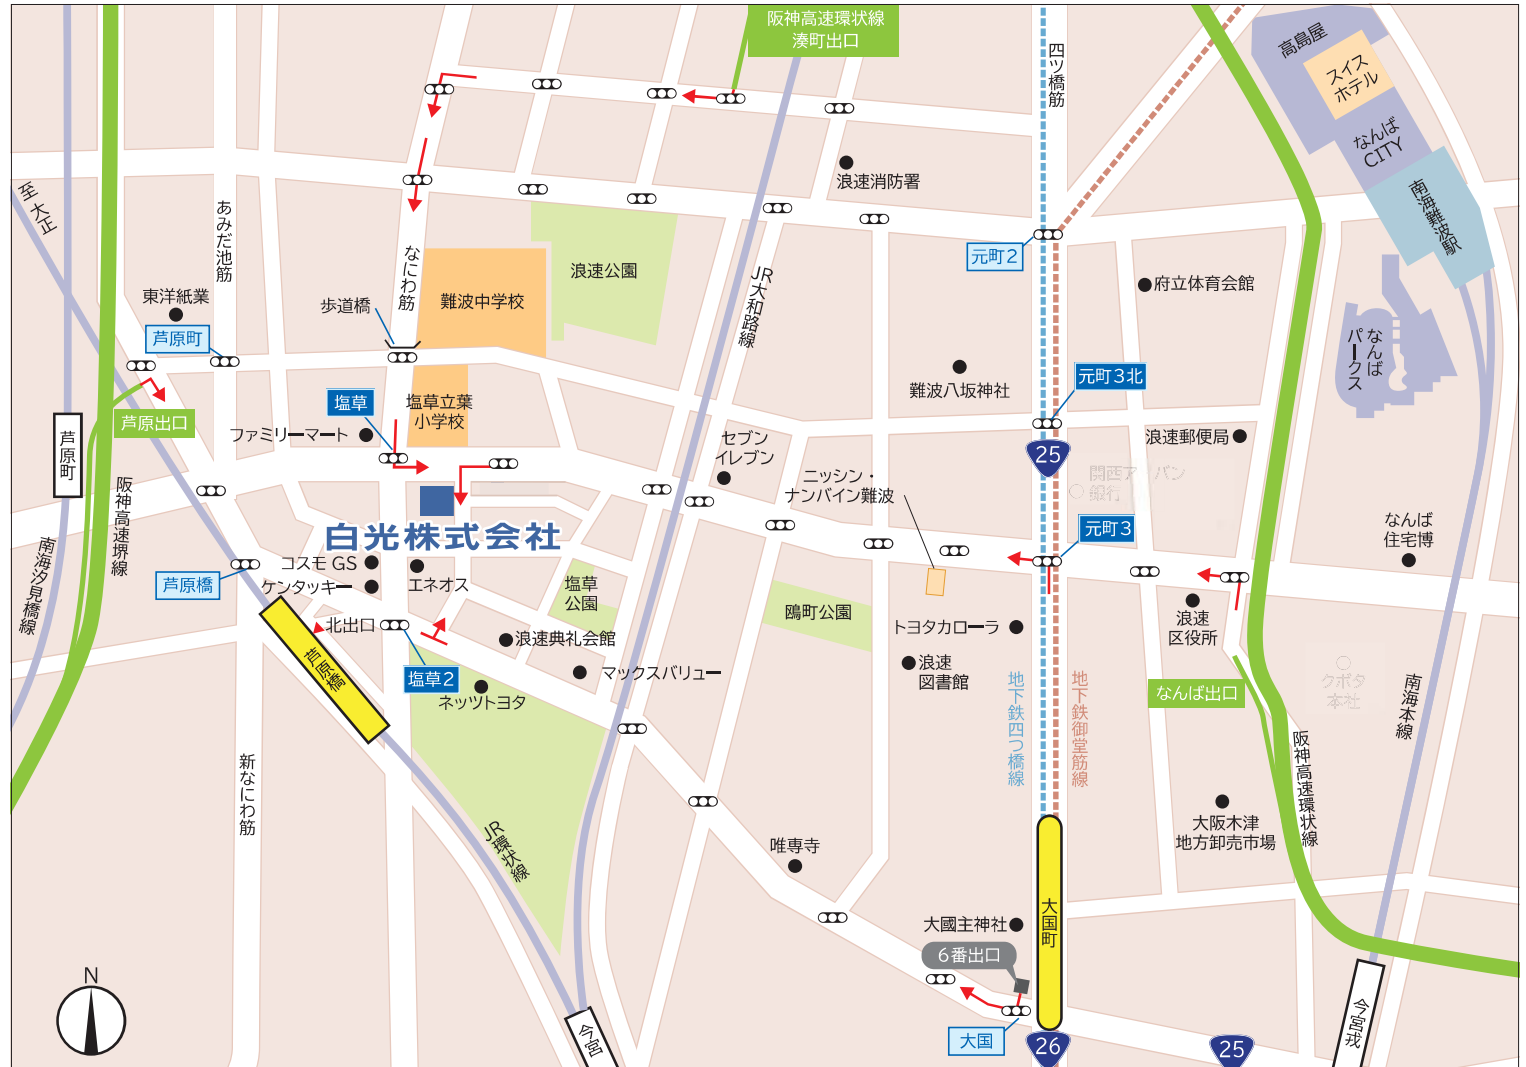 阪神高速環状線
湊町出口
四ツ橋筋
高島屋
スイス
ホテル
なんば
CITY
南海難波駅
至 大正
あみだ池筋
なにわ筋
浪速消防署
浪速公園
難波中学校
JR大和路線
元町2
府立体育会館
東洋紙業
芦原町
歩道橋
なんば
パークス
難波八坂神社
元町3北
塩草
塩草立葉
小学校
芦原出口
ファミリーマート
セブン
イレブン
浪速郵便局
25
芦原町
阪神高速堺線
ニッシン・
ナンバイン難波
関西アーバン
銀行
元町3
なんば
住宅博
白光株式会社
南海汐見橋線
コスモ GS
ケンタッキー
エネオス
芦原橋
塩草
公園
鴎町公園
北出口
浪速典礼会館
トヨタカローラ
浪速
区役所
芦原橋
塩草2
マックスバリュー
ネッツトヨタ
浪速
図書館
地下鉄四つ橋線
地下鉄御堂筋線
なんば出口
クボタ
本社
南海本線
新なにわ筋
阪神高速環状線
JR環状線
大阪木津
地方卸売市場
唯専寺
大國主神社
大国町
6番出口
N
今宮
大国
26
25
今宮戎